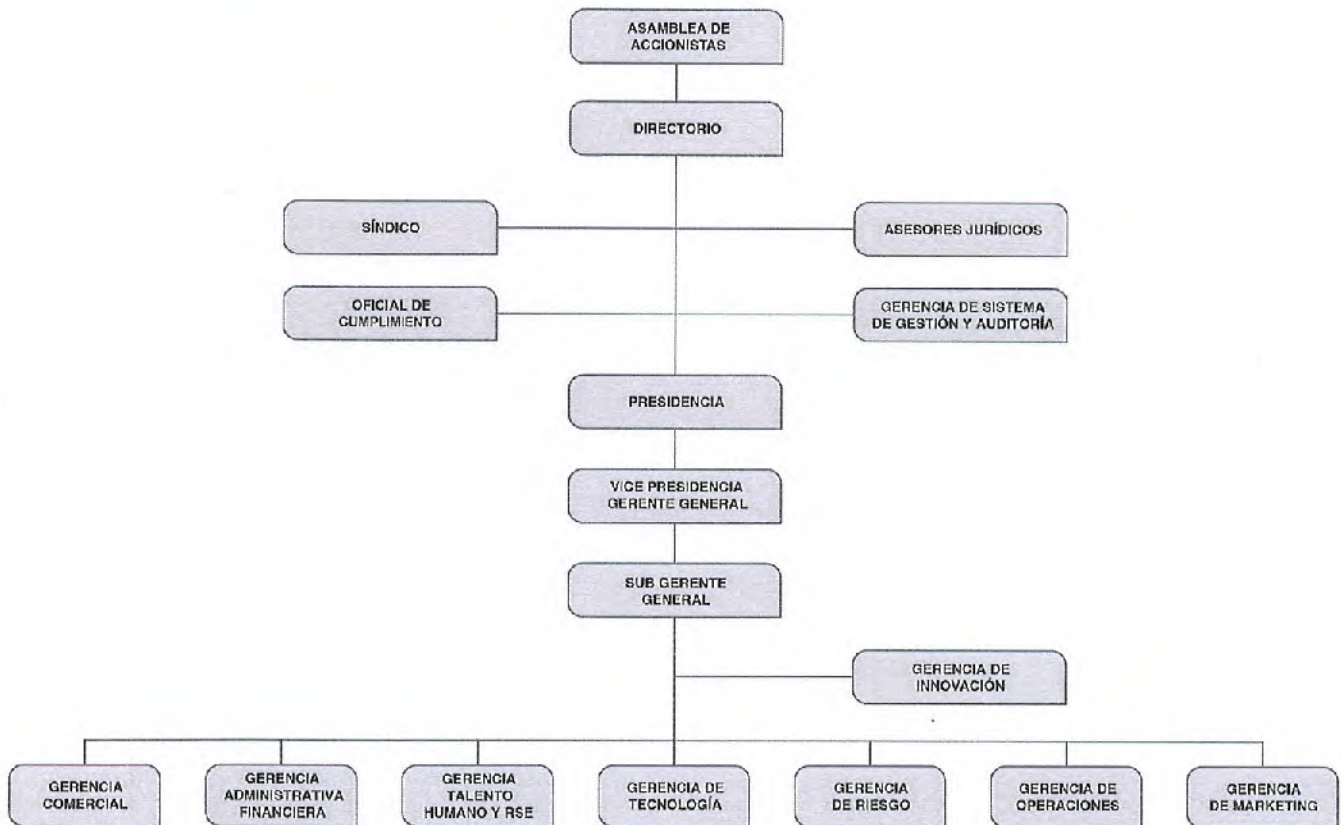 ASAMBLEA DE
ACCIONISTAS
DIRECTORIO
SÍNDICO
ASESORES JURÍDICOS
OFICIAL DE
CUMPLIMIENTO
GERENCIA DE SISTEMA
DE GESTIÓN Y AUDITORÍA
PRESIDENCIA
VICE PRESIDENCIA
GERENTE GENERAL
SUB GERENTE
GENERAL
GERENCIA DE
INNOVACIÓN
GERENCIA
COMERCIAL
GERENCIA
ADMINISTRATIVA
FINANCIERA
GERENCIA
TALENTO
HUMANO Y RSE
GERENCIA DE
TECNOLOGÍA
GERENCIA
DE RIESGO
GERENCIA DE
OPERACIONES
GERENCIA
DE MARKETING